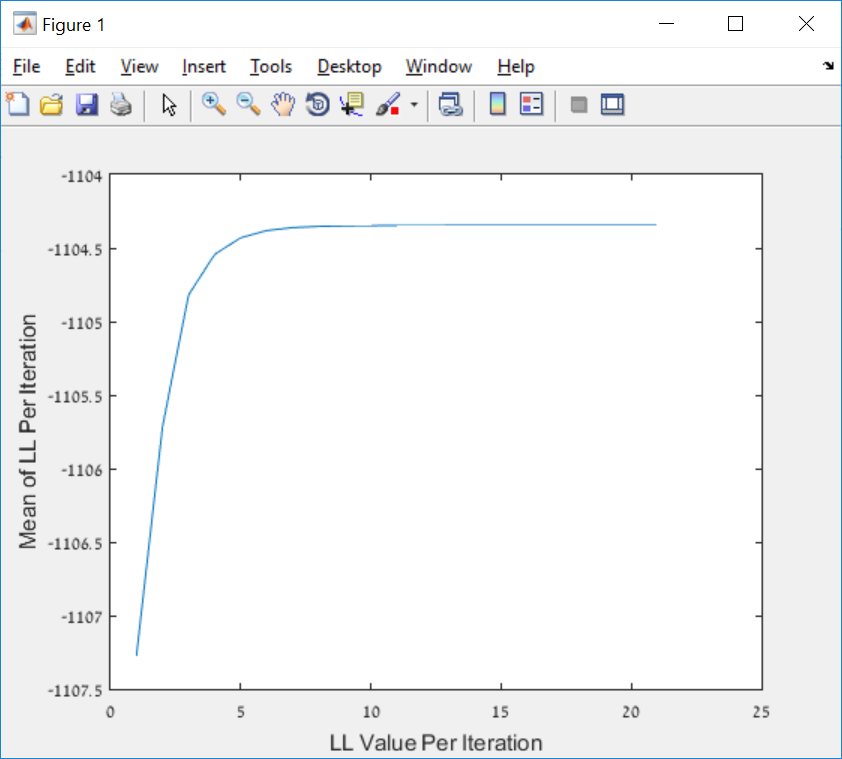 Figure 1
File Edit View Insert Tools Desktop Window Help
-1104
-1104.5
-1105
-1105.5
-1106
-1106.5
-1107
-1107.5
Mean of LL Per Iteration
0 5 10 15 20 25
LL Value Per Iteration